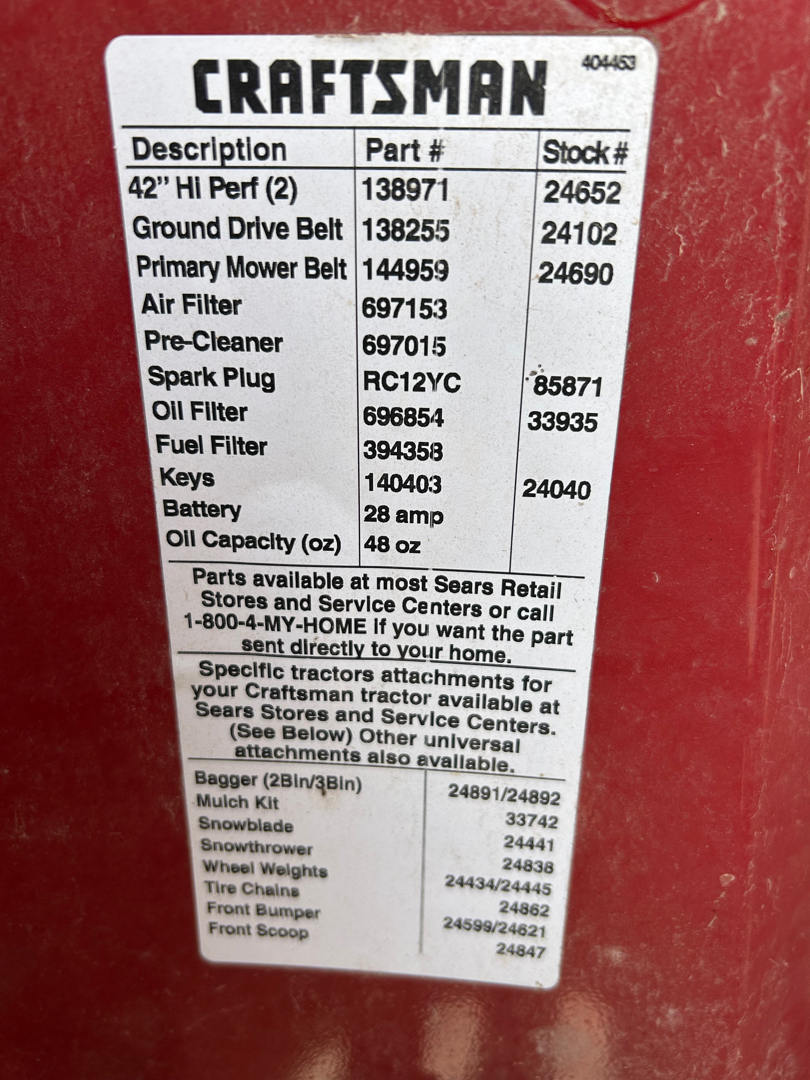 CRAFTSMAN 404453
Description Part # Stock #
42” Hi Perf (2) 138971 24652
Ground Drive Belt 138255 24102
Primary Mower Belt 144959 24690
Air Filter 697153
Pre-Cleaner 697015
Spark Plug RC12YC 85871
Oil Filter 696854 33935
Fuel Filter 394358
Keys 140403 24040
Battery 28 amp
Oil Capacity (oz) 48 oz
Parts available at most Sears Retail
Stores and Service Centers or call
1-800-4-MY-HOME if you want the part
sent directly to your home.
Specific tractors attachments for
your Craftsman tractor available at
Sears Stores and Service Centers.
(See Below) Other universal
attachments also available.
Bagger (2Bin/3Bin) 24891/24892
Mulch Kit 33742
Snowblade 24441
Snowthrower 24838
Wheel Weights 24434/24445
Tire Chains 24862
Front Bumper 24599/24621
Front Scoop 24847